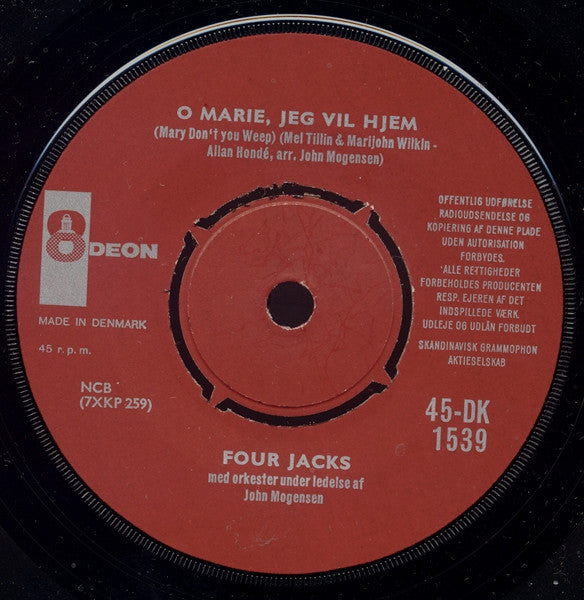 O MARIE, JEG VIL HJEM
(Mary Don't you Weep) (Mel Tillin & Marijohn Wilkin -
Allan Hondé, arr. John Mogensen)
8
ODEON
MADE IN DENMARK
45 r.p.m.
NCB
(7XKP 259)
OFFENTLIG UDFØRELSE
RADIOUDSENDELSE OG
KOPIERING AF DENNE PLADE
UDEN AUTORISATION
FORBYDES.
ALLE RETTIGHEDER
FORBEHOLDES PRODUCENTEN
RESP. EJEREN AF DET
INDSPILLEDE VÆRK.
UDLEJE OG UDLÅN FORBUDT
SKANDINAVISK GRAMMOPHON
AKTIESELSKAB
45-DK
1539
FOUR JACKS
med orkester under ledelse af
John Mogensen